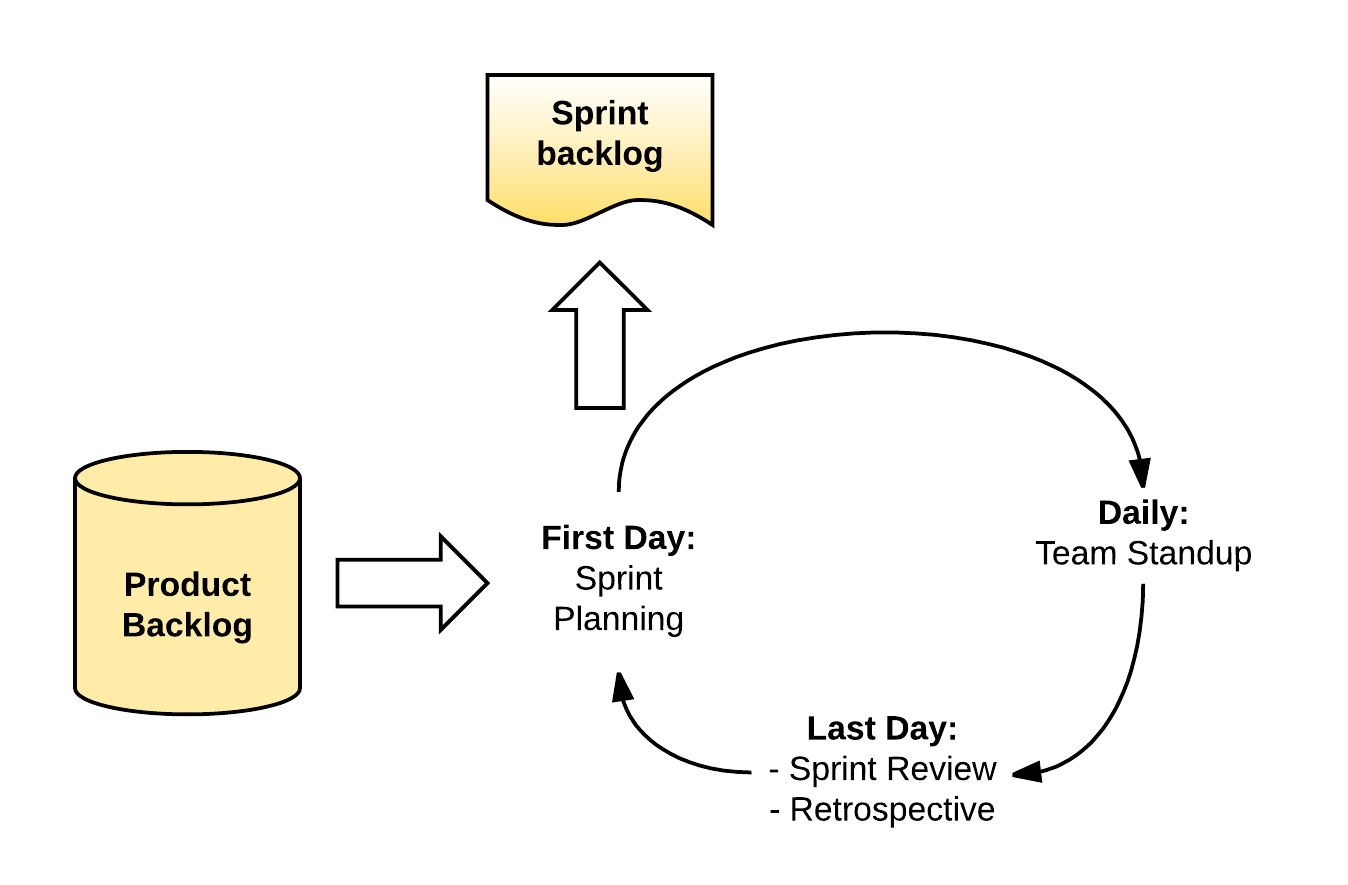 Sprint
backlog
Product
Backlog
First Day:
Sprint
Planning
Daily:
Team Standup
Last Day:
- Sprint Review
- Retrospective